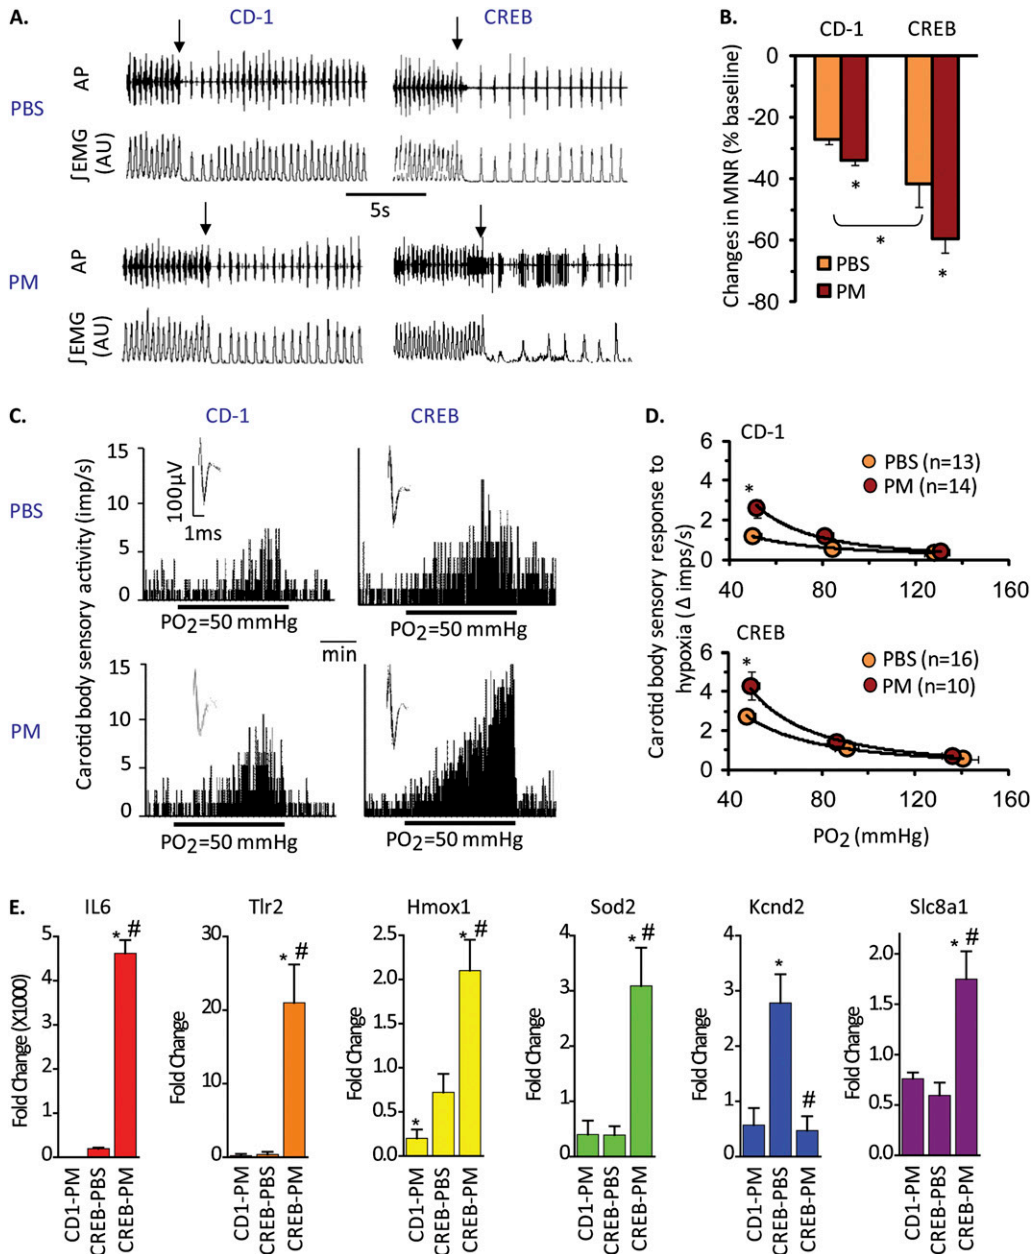 A.
CD-1
CREB
PBS
AP
∫EMG
(AU)
5s
PM
AP
∫EMG
(AU)
B.
CD-1
CREB
Changes in MNR (% baseline)
0
-20
-40
-60
-80
*
*
*
PBS
PM
C.
CD-1
CREB
PBS
PM
Carotid body sensory activity (imp/s)
15
10
5
0
100µV
1ms
PO2=50 mmHg
15
10
5
0
PO2=50 mmHg
min
15
10
5
0
PO2=50 mmHg
15
10
5
0
PO2=50 mmHg
D.
Carotid body sensory response to
hypoxia (Δ imps/s)
CD-1
6
4
2
0
*
PBS (n=13)
PM (n=14)
40 80 120 160
CREB
6
4
2
0
*
PBS (n=16)
PM (n=10)
40 80 120 160
PO2 (mmHg)
E.
IL6
Fold Change (X1000)
5
4
3
2
1
0
* #
CD1-PM
CREB-PBS
CREB-PM
Tlr2
Fold Change
30
20
10
0
* #
CD1-PM
CREB-PBS
CREB-PM
Hmox1
Fold Change
2.5
2.0
1.5
1.0
0.5
0.0
*
* #
CD1-PM
CREB-PBS
CREB-PM
Sod2
Fold Change
4
3
2
1
0
* #
CD1-PM
CREB-PBS
CREB-PM
Kcnd2
Fold Change
4
3
2
1
0
*
#
CD1-PM
CREB-PBS
CREB-PM
Slc8a1
Fold Change
2.0
1.5
1.0
0.5
0.0
* #
CD1-PM
CREB-PBS
CREB-PM